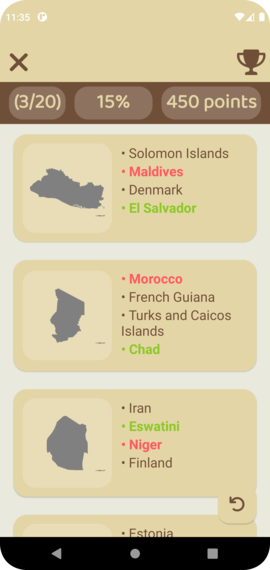 11:35
(3/20)
15%
450 points
• Solomon Islands
• Maldives
• Denmark
• El Salvador
• Morocco
• French Guiana
• Turks and Caicos
Islands
• Chad
• Iran
• Eswatini
• Niger
• Finland
• Estonia